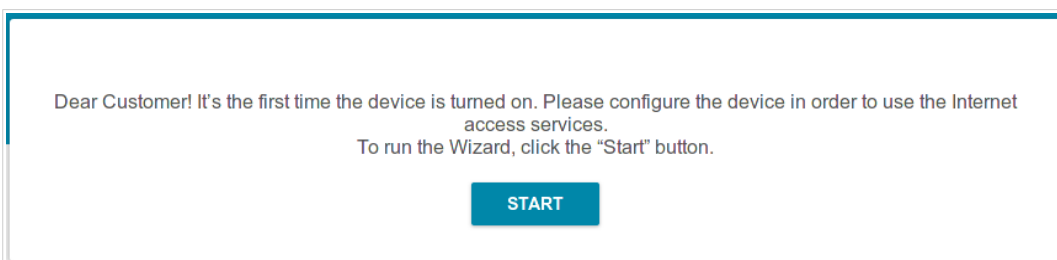 Dear Customer! It's the first time the device is turned on. Please configure the device in order to use the Internet
access services.
To run the Wizard, click the “Start” button.
START